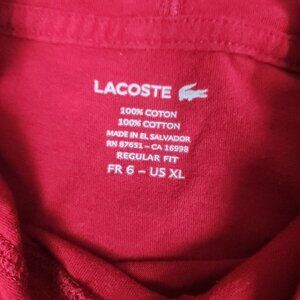 LACOSTE
100% COTON
100% COTTON
MADE IN EL SALVADOR
RN 87651 - CA 16998
REGULAR FIT
FR 6 - US XL